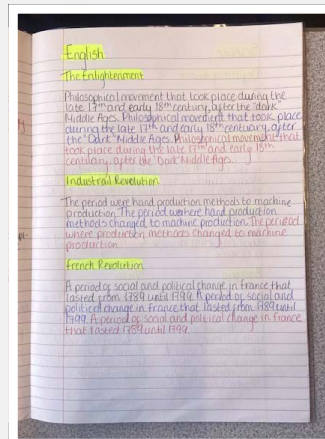 English
The Enlightenment
Philosophical movement that took place during the
late 17th and early 18th century, after the "dark"
Middle Ages. Philosophical movement that took place
during the late 17th and early 18th centuary, after
the "Dark" Middle Ages. Philosophical movement that
took place during the late 17th and early 18th
centuary, after the "Dark" Middle Ages.
Industrail Revolution
The period were hand production methods to machine
production. The period where hand production
methods changed to machine production. The perieod
where production methods changed to machine
production.
French Revolution
A period of social and political change in france that
lasted from 1789 until 1799. A period of social and
political change in france that lasted from 1789 until
1799. A period of social and political change in france
that lasted 1789 until 1799